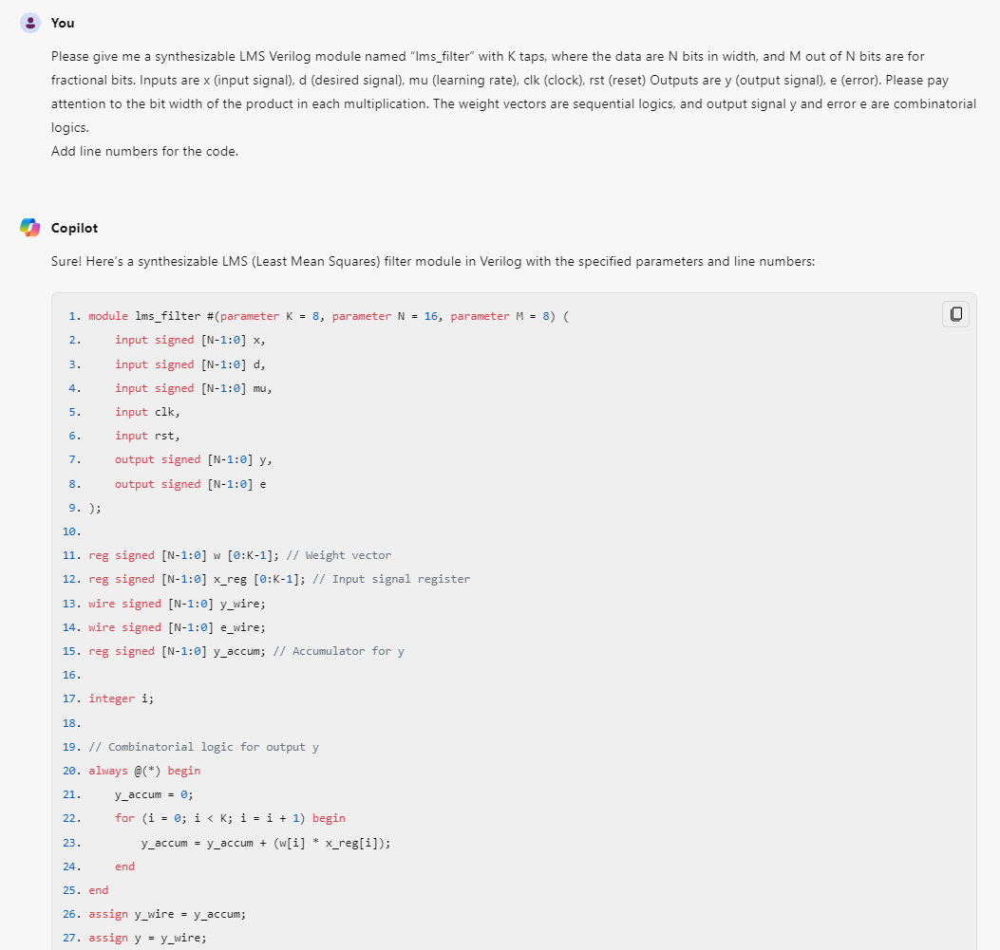 You
Please give me a synthesizable LMS Verilog module named “lms_filter” with K taps, where the data are N bits in width, and M out of N bits are for
fractional bits. Inputs are x (input signal), d (desired signal), mu (learning rate), clk (clock), rst (reset) Outputs are y (output signal), e (error). Please pay
attention to the bit width of the product in each multiplication. The weight vectors are sequential logics, and output signal y and error e are combinatorial
logics.
Add line numbers for the code.
Copilot
Sure! Here’s a synthesizable LMS (Least Mean Squares) filter module in Verilog with the specified parameters and line numbers:
1. module lms_filter #(parameter K = 8, parameter N = 16, parameter M = 8) (
2.     input signed [N-1:0] x,
3.     input signed [N-1:0] d,
4.     input signed [N-1:0] mu,
5.     input clk,
6.     input rst,
7.     output signed [N-1:0] y,
8.     output signed [N-1:0] e
9. );
10.
11. reg signed [N-1:0] w [0:K-1]; // Weight vector
12. reg signed [N-1:0] x_reg [0:K-1]; // Input signal register
13. wire signed [N-1:0] y_wire;
14. wire signed [N-1:0] e_wire;
15. reg signed [N-1:0] y_accum; // Accumulator for y
16.
17. integer i;
18.
19. // Combinatorial logic for output y
20. always @(*) begin
21.     y_accum = 0;
22.     for (i = 0; i < K; i = i + 1) begin
23.         y_accum = y_accum + (w[i] * x_reg[i]);
24.     end
25. end
26. assign y_wire = y_accum;
27. assign y = y_wire;